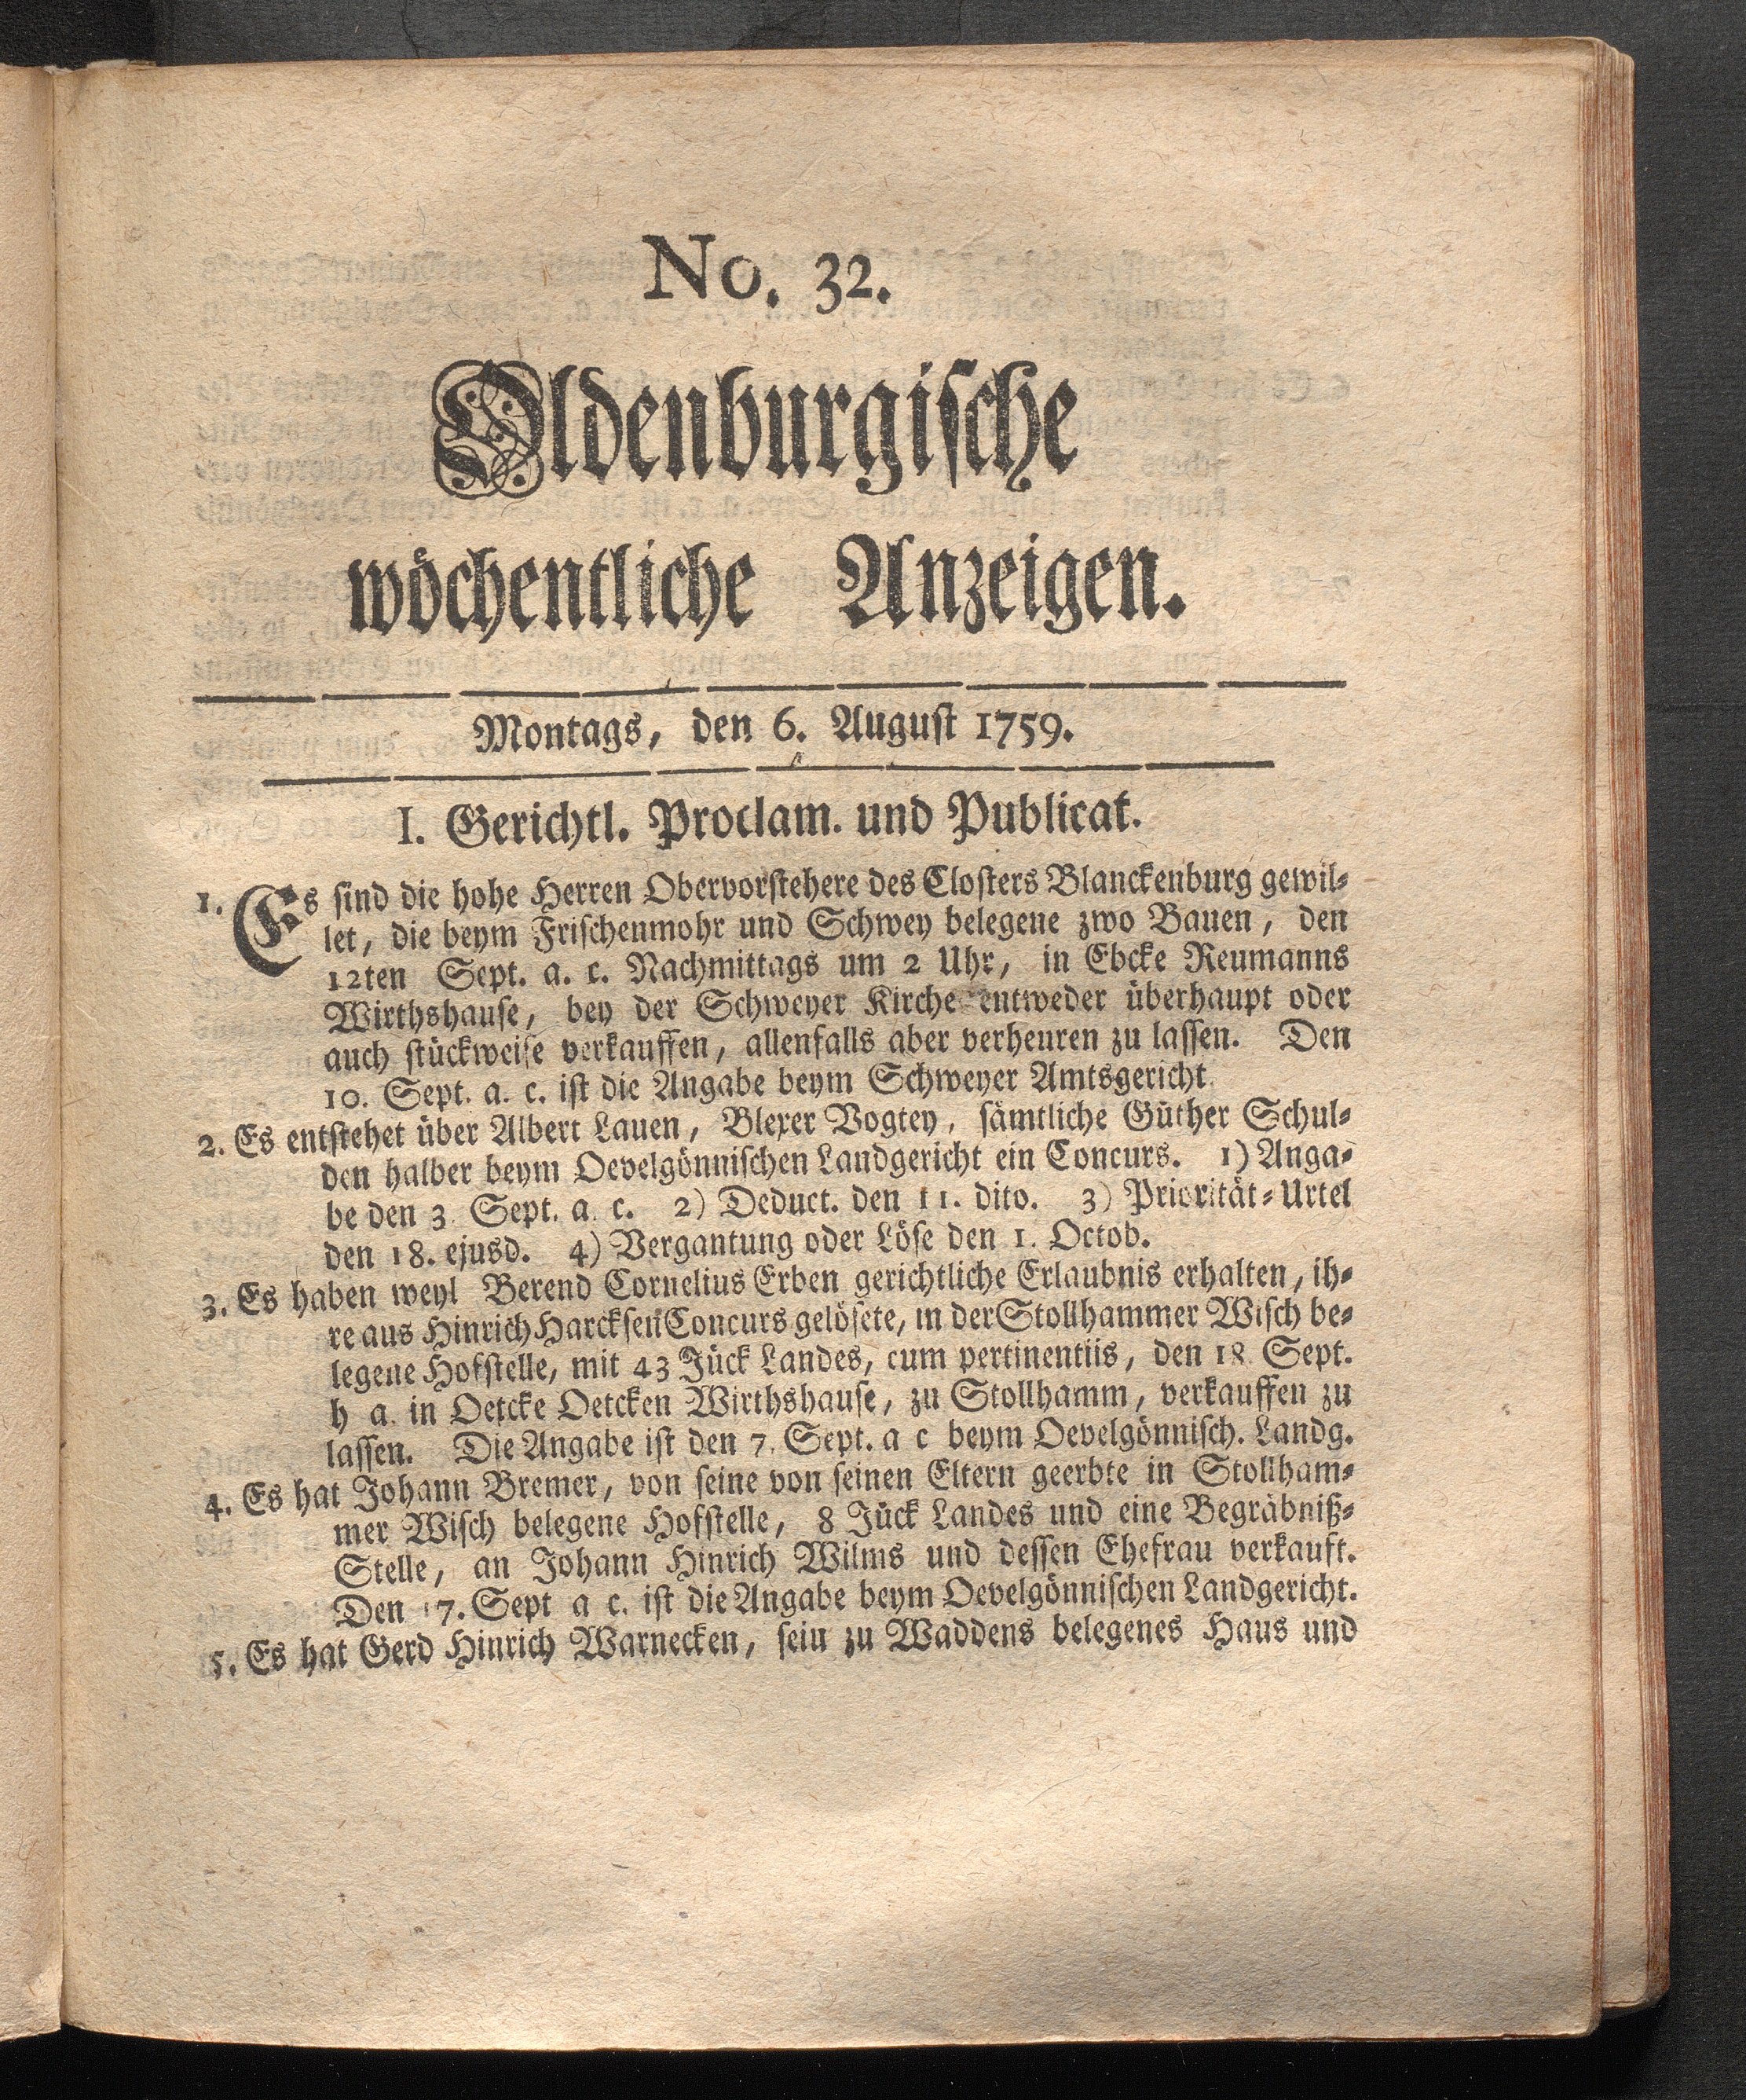 No. 32.
Oldenburgische
wöchentliche Anzeigen.
Montags, den 6. August 1759.
I. Gerichtl. Proclam. und Publicat.
1. Es sind die hohe Herren Obervorstehere des Closters Blanckenburg gewil-
let, die beym Frischenmohr und Schwey belegene zwo Bauen, den
12ten Sept. a. c. Nachmittags um 2 Uhr, in Ebcke Reumanns
Wirthshause, bey der Schweyer Kirche entweder überhaupt oder
auch stückweise verkauffen, allenfalls aber verheuren zu lassen. Den
10. Sept. a. c. ist die Angabe beym Schweyer Amtsgericht.
2. Es entstehet über Albert Lauen, Blexer Vogtey, sämtliche Güther Schul-
den halber beym Oevelgönnischen Landgericht ein Concurs. 1) Anga-
be den 3 Sept. a. c. 2) Deduct. den 11. dito. 3) Priorität-Urtel
den 18. ejusd. 4) Vergantung oder Löse den 1. Octob.
3. Es haben weyl Berend Cornelius Erben gerichtliche Erlaubnis erhalten, ih-
re aus Hinrich Harcksen Concurs gelösete, in der Stollhammer Wisch be-
legene Hofstelle, mit 43 Jück Landes, cum pertinentiis, den 18. Sept.
h a. in Oetcke Oetcken Wirthshause, zu Stollhamm, verkauffen zu
lassen. Die Angabe ist den 7. Sept. a c beym Oevelgönnisch. Landg.
4. Es hat Johann Bremer, von seine von seinen Eltern geerbte in Stollham-
mer Wisch belegene Hofstelle, 8 Jück Landes und eine Begräbniß-
Stelle, an Johann Hinrich Wilms und dessen Ehefrau verkauft.
Den 17. Sept a c. ist die Angabe beym Oevelgönnischen Landgericht.
5. Es hat Gerd Hinrich Warnecken, sein zu Waddens belegenes Haus und